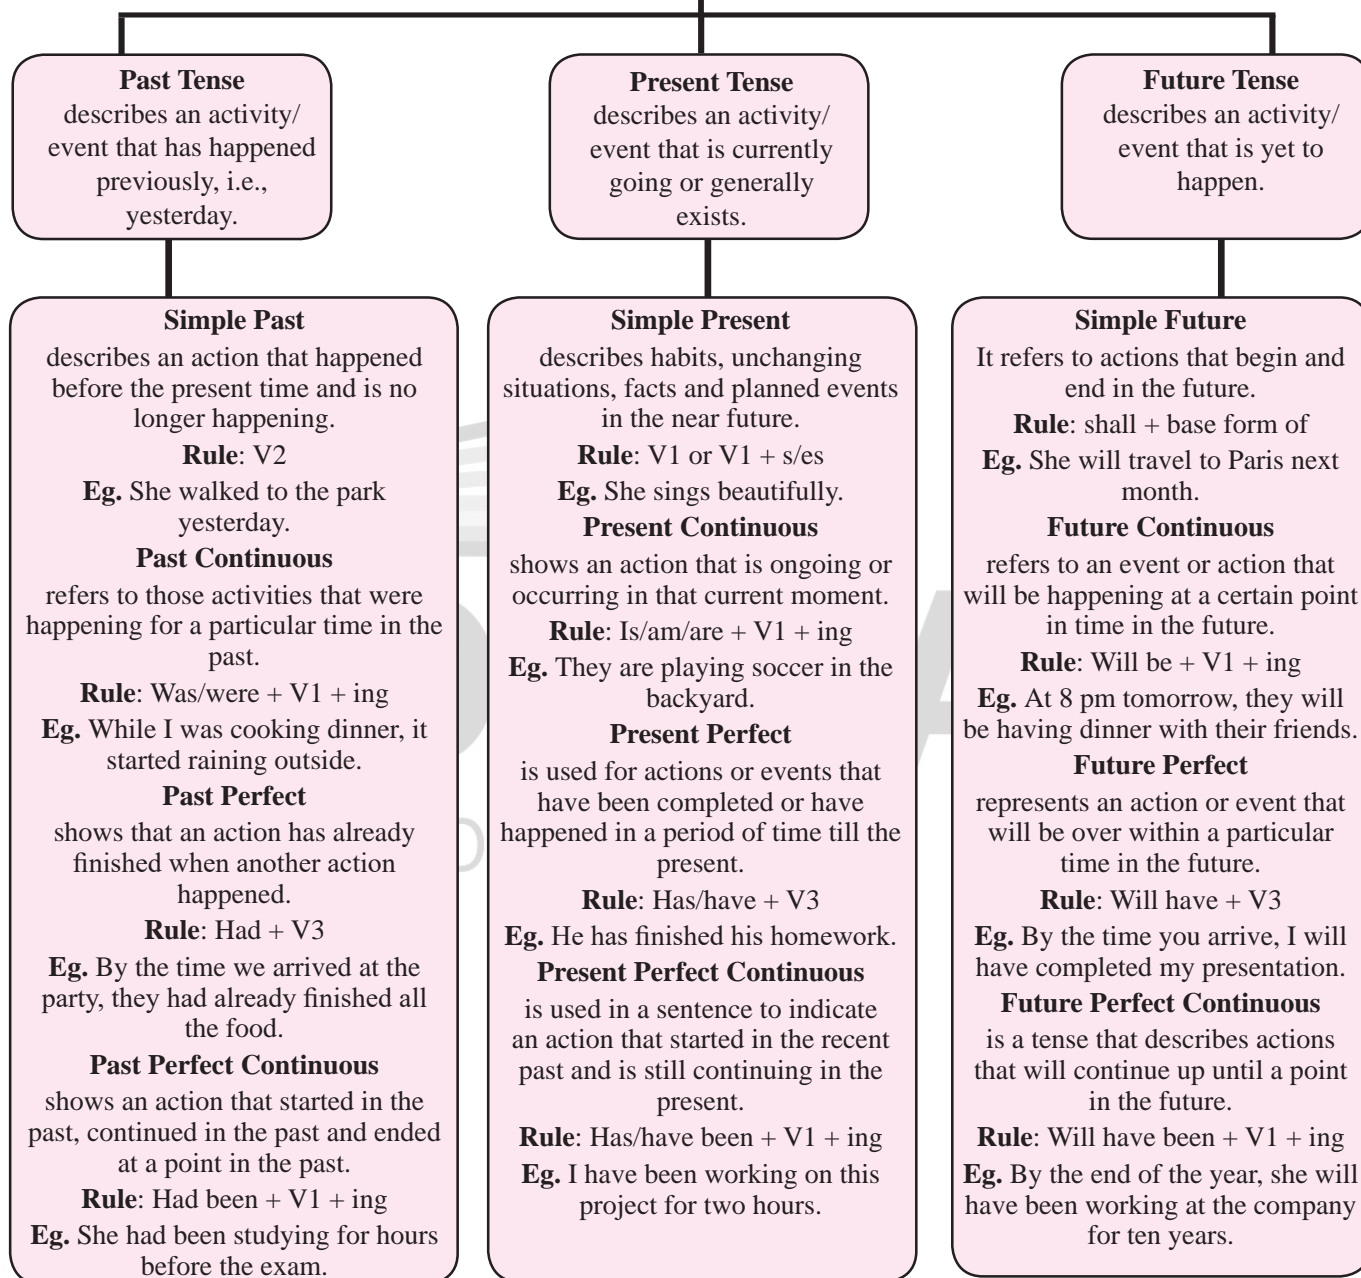 Past Tense
describes an activity/
event that has happened
previously, i.e.,
yesterday.
Present Tense
describes an activity/
event that is currently
going or generally
exists.
Future Tense
describes an activity/
event that is yet to
happen.
Simple Past
describes an action that happened
before the present time and is no
longer happening.
Rule: V2
Eg. She walked to the park
yesterday.
Past Continuous
refers to those activities that were
happening for a particular time in the
past.
Rule: Was/were + V1 + ing
Eg. While I was cooking dinner, it
started raining outside.
Past Perfect
shows that an action has already
finished when another action
happened.
Rule: Had + V3
Eg. By the time we arrived at the
party, they had already finished all
the food.
Past Perfect Continuous
shows an action that started in the
past, continued in the past and ended
at a point in the past.
Rule: Had been + V1 + ing
Eg. She had been studying for hours
before the exam.
Simple Present
describes habits, unchanging
situations, facts and planned events
in the near future.
Rule: V1 or V1 + s/es
Eg. She sings beautifully.
Present Continuous
shows an action that is ongoing or
occurring in that current moment.
Rule: Is/am/are + V1 + ing
Eg. They are playing soccer in the
backyard.
Present Perfect
is used for actions or events that
have been completed or have
happened in a period of time till the
present.
Rule: Has/have + V3
Eg. He has finished his homework.
Present Perfect Continuous
is used in a sentence to indicate
an action that started in the recent
past and is still continuing in the
present.
Rule: Has/have been + V1 + ing
Eg. I have been working on this
project for two hours.
Simple Future
It refers to actions that begin and
end in the future.
Rule: shall + base form of
Eg. She will travel to Paris next
month.
Future Continuous
refers to an event or action that
will be happening at a certain point
in time in the future.
Rule: Will be + V1 + ing
Eg. At 8 pm tomorrow, they will
be having dinner with their friends.
Future Perfect
represents an action or event that
will be over within a particular
time in the future.
Rule: Will have + V3
Eg. By the time you arrive, I will
have completed my presentation.
Future Perfect Continuous
is a tense that describes actions
that will continue up until a point
in the future.
Rule: Will have been + V1 + ing
Eg. By the end of the year, she will
have been working at the company
for ten years.